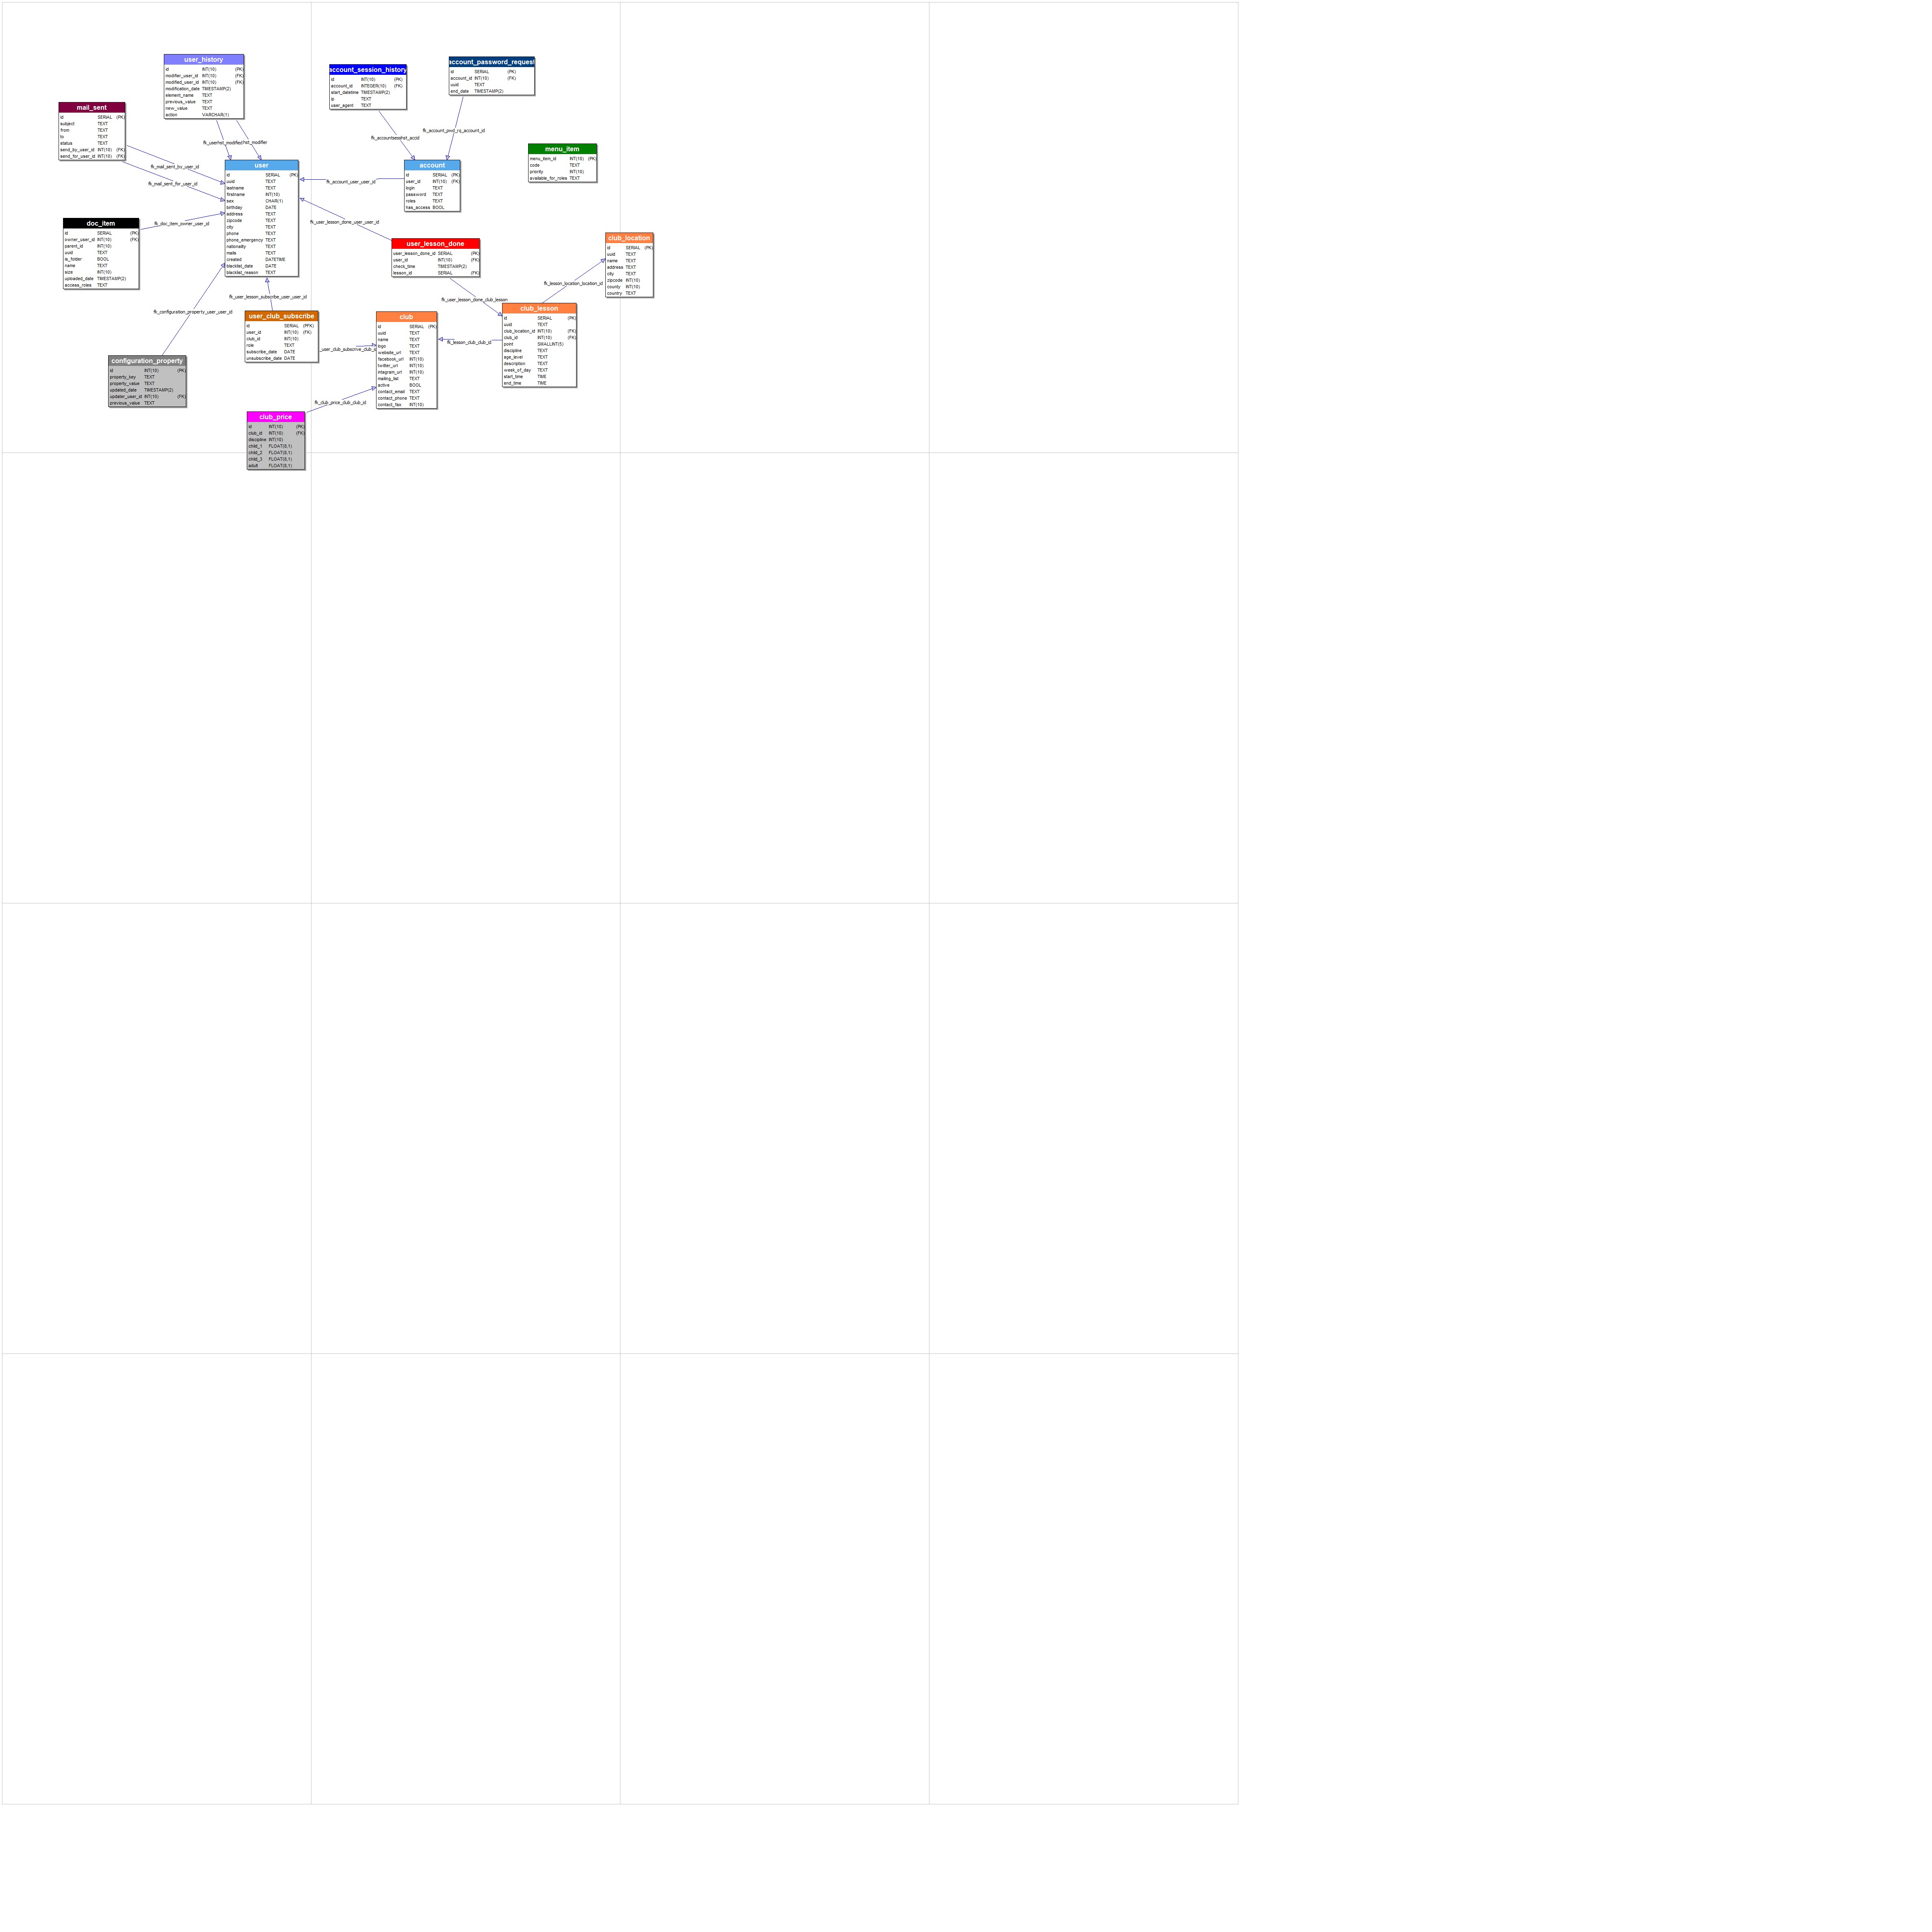 user_history
id INT(10) (PK)
modifier_user_id INT(10) (FK)
modified_user_id INT(10) (FK)
modification_date TIMESTAMP(2)
element_name TEXT
previous_value TEXT
new_value TEXT
action VARCHAR(1)
account_session_history
id INT(10) (PK)
account_id INTEGER(10) (FK)
start_datetime TIMESTAMP(2)
ip TEXT
user_agent TEXT
account_password_request
id SERIAL (PK)
account_id INT(10) (FK)
uuid TEXT
end_date TIMESTAMP(2)
mail_sent
id SERIAL (PK)
subject TEXT
from TEXT
to TEXT
status TEXT
send_by_user_id INT(10) (FK)
send_for_user_id INT(10) (FK)
fk_userhist_modified
hist_modifier
fk_accountsesshist_accid
fk_account_pwd_rq_account_id
menu_item
menu_item_id INT(10) (PK)
code TEXT
priority INT(10)
available_for_roles TEXT
fk_mail_sent_by_user_id
fk_mail_sent_for_user_id
user
id SERIAL (PK)
uuid TEXT
lastname TEXT
firstname INT(10)
sex CHAR(1)
birthday DATE
address TEXT
zipcode TEXT
city TEXT
phone TEXT
phone_emergency TEXT
nationality TEXT
mails TEXT
created DATETIME
blacklist_date DATE
blacklist_reason TEXT
fk_account_user_user_id
account
id SERIAL (PK)
user_id INT(10) (FK)
login TEXT
password TEXT
roles TEXT
has_access BOOL
doc_item
id SERIAL (PK)
owner_user_id INT(10) (FK)
parent_id INT(10)
uuid TEXT
is_folder BOOL
name TEXT
size INT(10)
uploaded_date TIMESTAMP(2)
access_roles TEXT
fk_doc_item_owner_user_id
fk_user_lesson_done_user_user_id
user_lesson_done
user_lesson_done_id SERIAL (PK)
user_id INT(10) (FK)
check_time TIMESTAMP(2)
lesson_id SERIAL (FK)
club_location
id SERIAL (PK)
uuid TEXT
name TEXT
address TEXT
city TEXT
zipcode INT(10)
county INT(10)
country TEXT
fk_lesson_location_location_id
fk_user_lesson_subscribe_user_user_id
fk_user_lesson_done_club_lesson
fk_configuration_property_user_user_id
user_club_subscribe
id SERIAL (PFK)
user_id INT(10) (FK)
club_id INT(10)
role TEXT
subscribe_date DATE
unsubscribe_date DATE
_user_club_subscrive_club_i
club
id SERIAL (PK)
uuid TEXT
name TEXT
logo TEXT
website_url TEXT
facebook_url INT(10)
twitter_url INT(10)
intagram_url INT(10)
mailing_list TEXT
active BOOL
contact_email TEXT
contact_phone TEXT
contact_fax INT(10)
fk_lesson_club_club_id
club_lesson
id SERIAL (PK)
uuid TEXT
club_location_id INT(10) (FK)
club_id INT(10) (FK)
point SMALLINT(5)
discipline TEXT
age_level TEXT
description TEXT
week_of_day TEXT
start_time TIME
end_time TIME
configuration_property
id INT(10) (PK)
property_key TEXT
property_value TEXT
updated_date TIMESTAMP(2)
updater_user_id INT(10) (FK)
previous_value TEXT
fk_club_price_club_club_id
club_price
id INT(10) (PK)
club_id INT(10) (FK)
discipline INT(10)
child_1 FLOAT(8,1)
child_2 FLOAT(8,1)
child_3 FLOAT(8,1)
adult FLOAT(8,1)